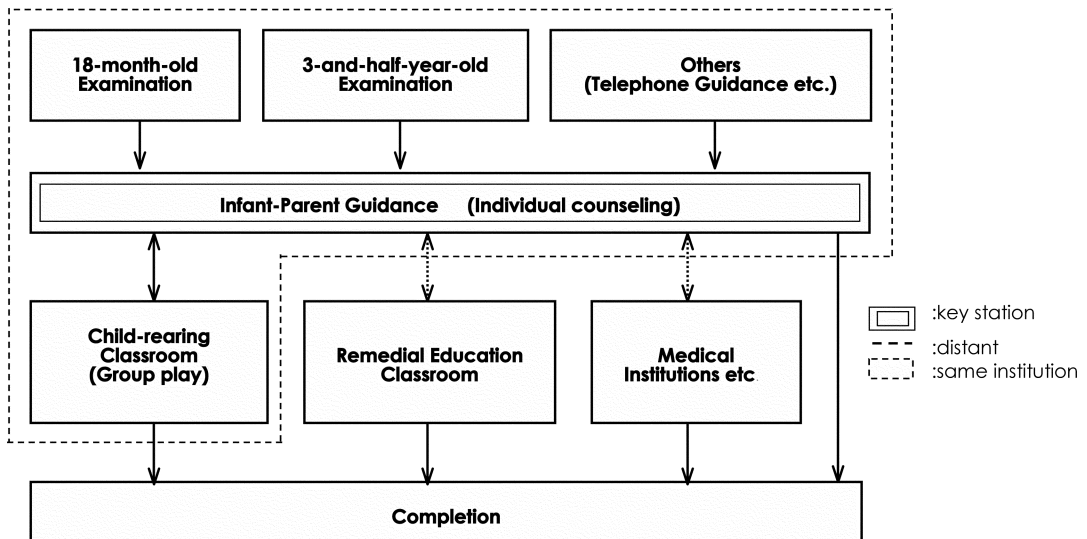 18-month-old
Examination
3-and-half-year-old
Examination
Others
(Telephone Guidance etc.)
Infant-Parent Guidance (Individual counseling)
Child-rearing
Classroom
(Group play)
Remedial Education
Classroom
Medical
Institutions etc.
:key station
:distant
:same institution
Completion